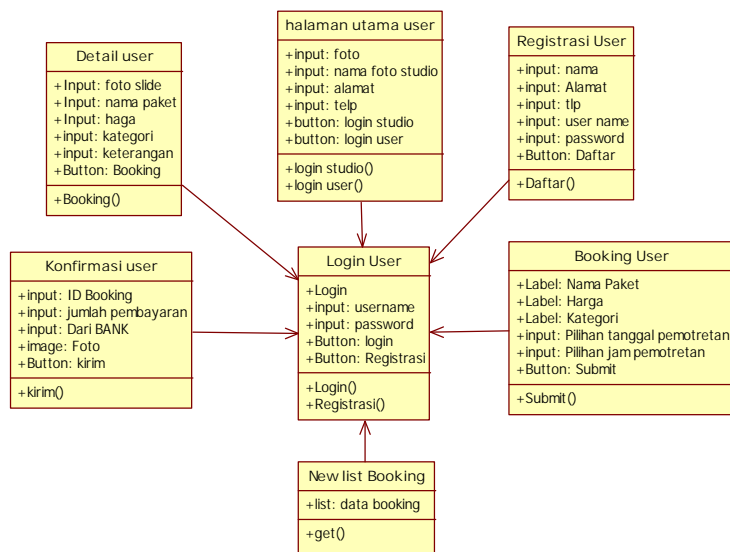 Detail user
+Input: foto slide
+Input: nama paket
+Input: haga
+input: kategori
+input: keterangan
+Button: Booking
+Booking()
halaman utama user
+input: foto
+input: nama foto studio
+input: alamat
+input: telp
+button: login studio
+button: login user
+login studio()
+login user()
Registrasi User
+input: nama
+input: Alamat
+input: tlp
+input: user name
+input: password
+Button: Daftar
+Daftar()
Konfirmasi user
+input: ID Booking
+input: jumlah pembayaran
+input: Dari BANK
+image: Foto
+Button: kirim
+kirim()
Login User
+Login
+input: username
+input: password
+Button: login
+Button: Registrasi
+Login()
+Registrasi()
Booking User
+Label: Nama Paket
+Label: Harga
+Label: Kategori
+input: Pilihan tanggal pemotretan
+input: Pilihan jam pemotretan
+Button: Submit
+Submit()
New list Booking
+list: data booking
+get()